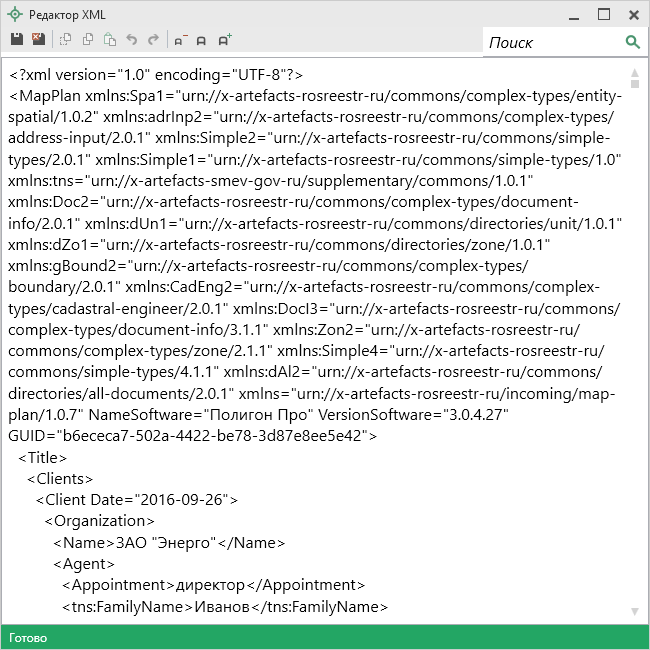 Редактор XML
Поиск
<?xml version="1.0" encoding="UTF-8"?>
<MapPlan xmlns:Spa1="urn://x-artefacts-rosreestr-ru/commons/complex-types/entity-
spatial/1.0.2" xmlns:adrInp2="urn://x-artefacts-rosreestr-ru/commons/complex-types/
address-input/2.0.1" xmlns:Simple2="urn://x-artefacts-rosreestr-ru/commons/simple-
types/2.0.1" xmlns:Simple1="urn://x-artefacts-rosreestr-ru/commons/simple-types/1.0"
xmlns:tns="urn://x-artefacts-smev-gov-ru/supplementary/commons/1.0.1"
xmlns:Doc2="urn://x-artefacts-rosreestr-ru/commons/complex-types/document-
info/2.0.1" xmlns:dUn1="urn://x-artefacts-rosreestr-ru/commons/directories/unit/1.0.1"
xmlns:dZo1="urn://x-artefacts-rosreestr-ru/commons/directories/zone/1.0.1"
xmlns:gBound2="urn://x-artefacts-rosreestr-ru/commons/complex-types/
boundary/2.0.1" xmlns:CadEng2="urn://x-artefacts-rosreestr-ru/commons/complex-
types/cadastral-engineer/2.0.1" xmlns:DocI3="urn://x-artefacts-rosreestr-ru/commons/
complex-types/document-info/3.1.1" xmlns:Zon2="urn://x-artefacts-rosreestr-ru/
commons/complex-types/zone/2.1.1" xmlns:Simple4="urn://x-artefacts-rosreestr-ru/
commons/simple-types/4.1.1" xmlns:dAl2="urn://x-artefacts-rosreestr-ru/commons/
directories/all-documents/2.0.1" xmlns="urn://x-artefacts-rosreestr-ru/incoming/map-
plan/1.0.7" NameSoftware="Полигон Про" VersionSoftware="3.0.4.27"
GUID="b6ececa7-502a-4422-be78-3d87e8ee5e42">
<Title>
<Clients>
<Client Date="2016-09-26">
<Organization>
<Name>ЗАО "Энерго"</Name>
<Agent>
<Appointment>директор</Appointment>
<tns:FamilyName>Иванов</tns:FamilyName>
Готово